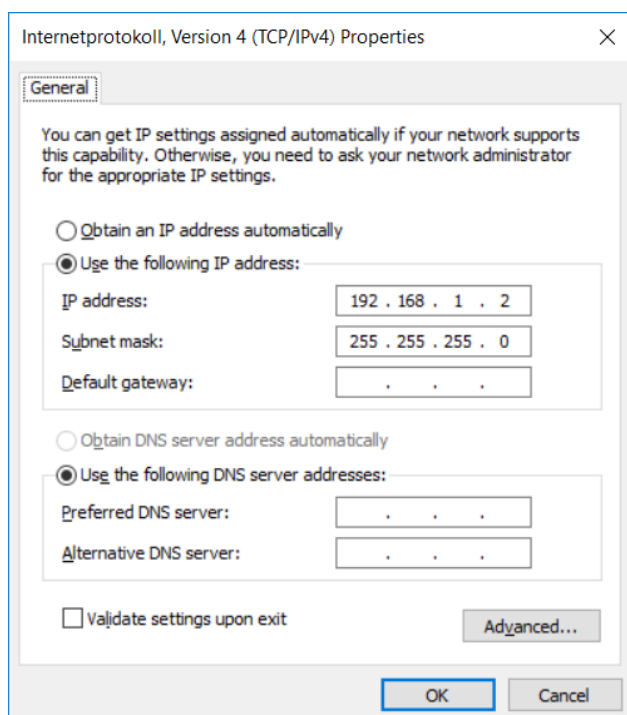 Internetprotokoll, Version 4 (TCP/IPv4) Properties
General
You can get IP settings assigned automatically if your network supports
this capability. Otherwise, you need to ask your network administrator
for the appropriate IP settings.
Obtain an IP address automatically
Use the following IP address:
IP address: 192 . 168 . 1 . 2
Subnet mask: 255 . 255 . 255 . 0
Default gateway: . . .
Obtain DNS server address automatically
Use the following DNS server addresses:
Preferred DNS server: . . .
Alternative DNS server: . . .
Validate settings upon exit
Advanced...
OK Cancel